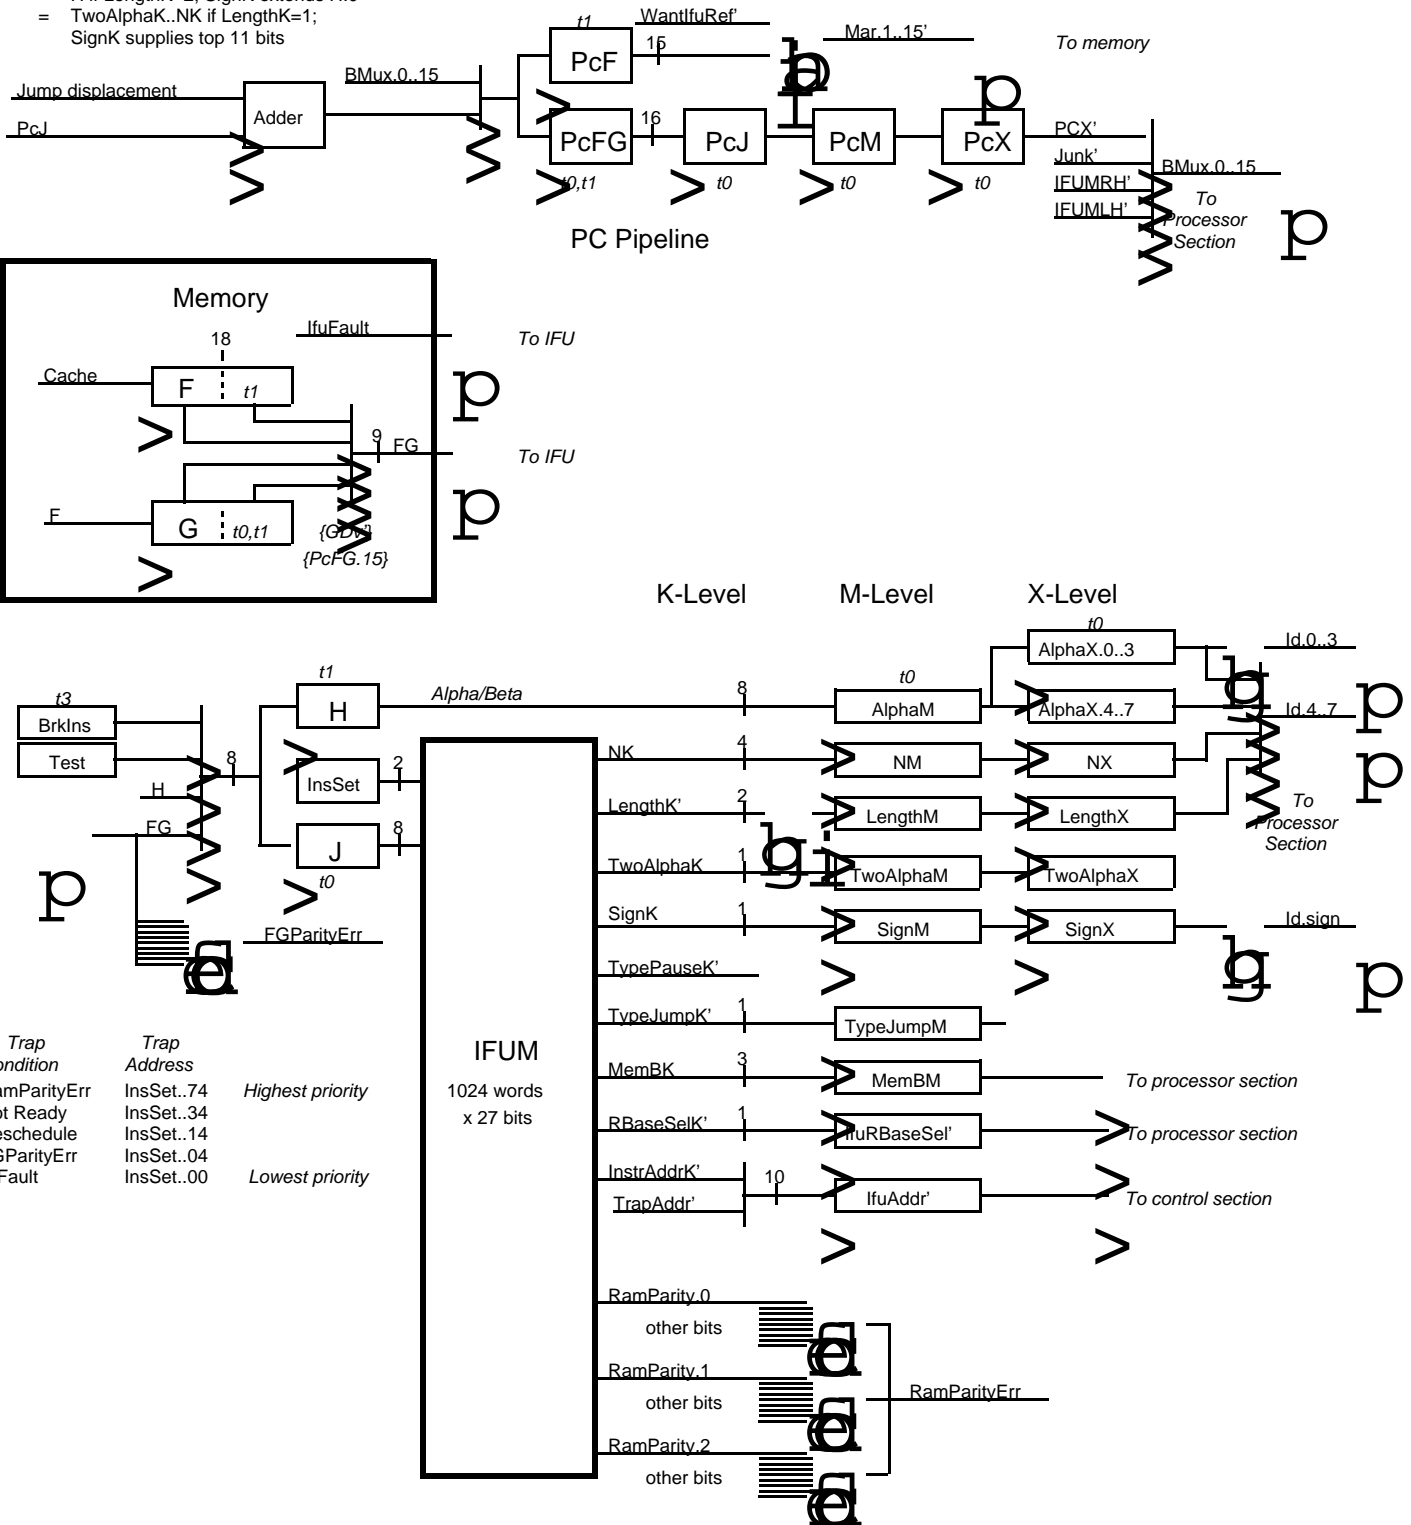 = TwoAlphaK..NK if LengthK=1;
SignK supplies top 11 bits
t1
WantIfuRef'
PcF
15
Mar.1..15'
To memory
Jump displacement
Adder
BMux.0..15
PcJ
PcFG
16
PcJ
PcM
PcX
PCX'
Junk'
IFUMRH'
IFUMLH'
BMux.0..15
t0,t1
t0
t0
t0
To
Processor
Section
PC Pipeline
Memory
18
IfuFault
To IFU
Cache
F
t1
9
FG
To IFU
F
G
t0,t1
{GDv'}
{PcFG.15}
K-Level
M-Level
X-Level
t0
AlphaX.0..3
Id.0..3
t1
H
Alpha/Beta
8
t0
AlphaM
AlphaX.4..7
Id.4..7
t3
BrkIns
Test
8
H
FG
InsSet
2
J
8
t0
NK
4
NM
NX
LengthK'
2
LengthM
LengthX
To
Processor
Section
TwoAlphaK
1
TwoAlphaM
TwoAlphaX
SignK
1
SignM
SignX
Id.sign
FGParityErr
TypePauseK'
TypeJumpK'
1
TypeJumpM
IFUM
1024 words
x 27 bits
MemBK
3
MemBM
To processor section
RBaseSelK'
1
IfuRBaseSel'
To processor section
InstrAddrK'
TrapAddr'
10
IfuAddr'
To control section
Trap
Trap
ondition
Address
amParityErr InsSet..74 Highest priority
ot Ready InsSet..34
eschedule InsSet..14
GParityErr InsSet..04
Fault InsSet..00 Lowest priority
RamParity.0
other bits
RamParity.1
other bits
RamParityErr
RamParity.2
other bits